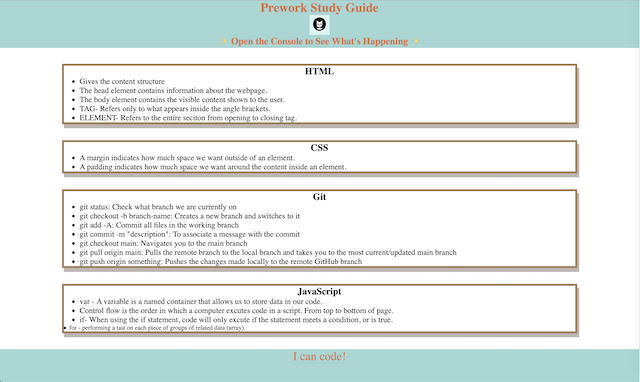 Prework Study Guide
✨ Open the Console to See What's Happening ✨
HTML
• Gives the content structure
• The head element contains information about the webpage.
• The body element contains the visible content shown to the user.
• TAG- Refers only to what appears inside the angle brackets.
• ELEMENT- Refers to the entire seciton from opening to closing tag.
CSS
• A margin indicates how much space we want outside of an element.
• A padding indicates how much space we want around the content inside an element.
Git
• git status: Check what branch we are currently on
• git checkout -b branch-name: Creates a new branch and switches to it
• git add -A: Commit all files in the working branch
• git commit -m "description": To associate a message with the commit
• git checkout main: Navigates you to the main branch
• git pull origin main: Pulls the remote branch to the local branch and takes you to the most current/updated main branch
• git push origin something: Pushes the changes made locally to the remote GitHub branch
JavaScript
• var - A variable is a named container that allows us to store data in our code.
• Control flow is the order in which a computer excutes code in a script. From top to bottom of page.
• if- When using the if statement, code will only excute if the statement meets a condition, or is true.
• for - performing a tast on each piece of groups of related data (array).
I can code!